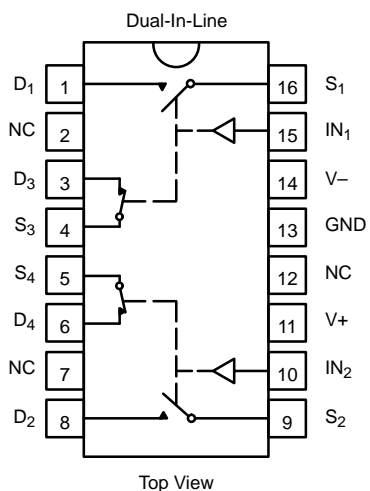 Dual-In-Line
D1 1 16 S1
NC 2 15 IN1
D3 3 14 V–
S3 4 13 GND
S4 5 12 NC
D4 6 11 V+
NC 7 10 IN2
D2 8 9 S2
Top View